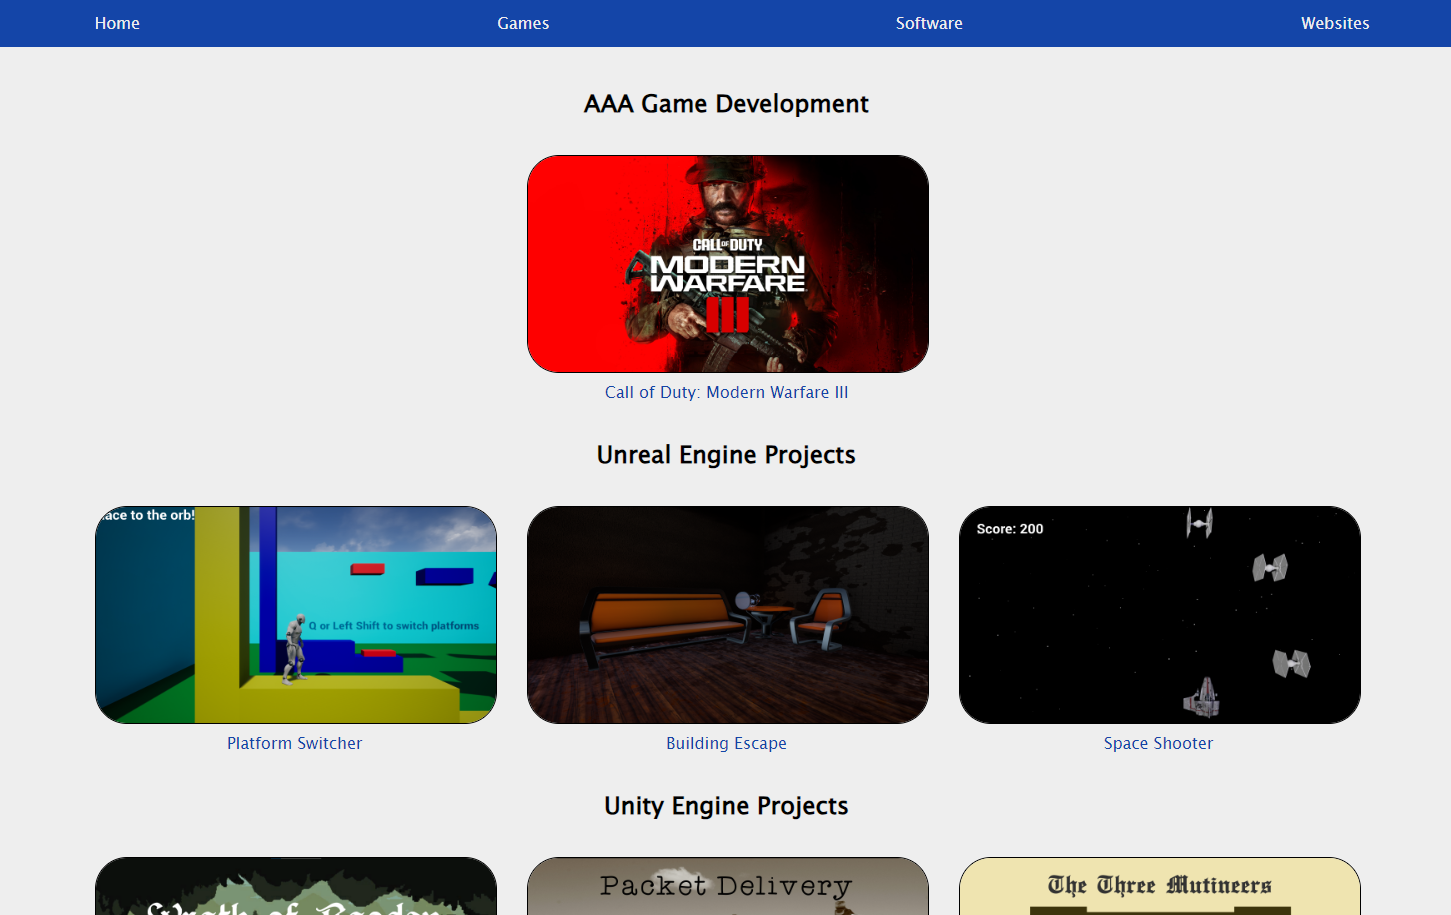 Home Games Software Websites
AAA Game Development
CALL OF DUTY
MODERN
WARFARE
III
Call of Duty: Modern Warfare III
Unreal Engine Projects
ace to the orb!
Q or Left Shift to switch platforms
Score: 200
Platform Switcher Building Escape Space Shooter
Unity Engine Projects
Wrath of
Packet Delivery
The Three Mutineers